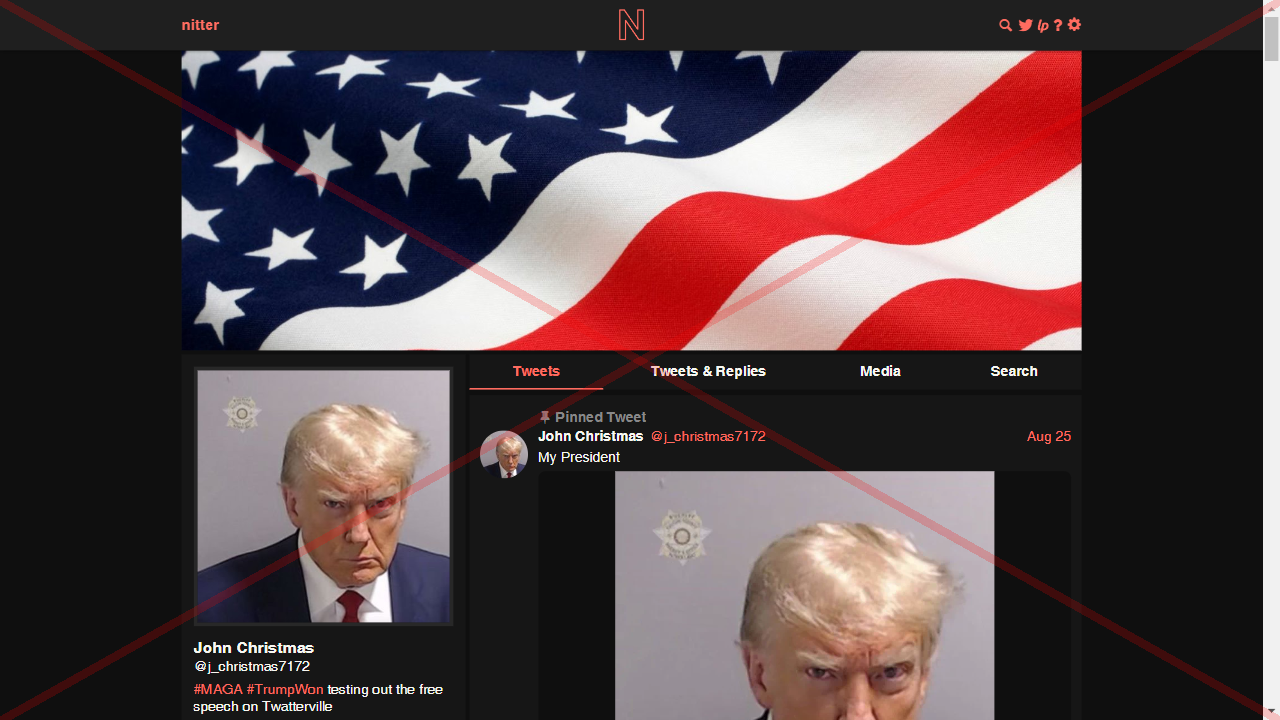 nitter
N
lp ?
Tweets
Tweets & Replies
Media
Search
Pinned Tweet
John Christmas @j_christmas7172 Aug 25
My President
John Christmas
@j_christmas7172
#MAGA #TrumpWon testing out the free
speech on Twatterville